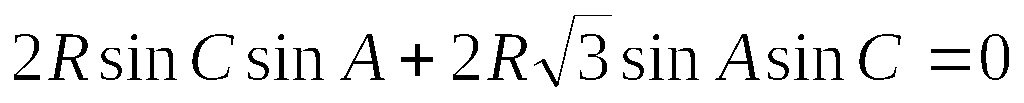 2R sin C sin A + 2R√3 sin A sin C = 0